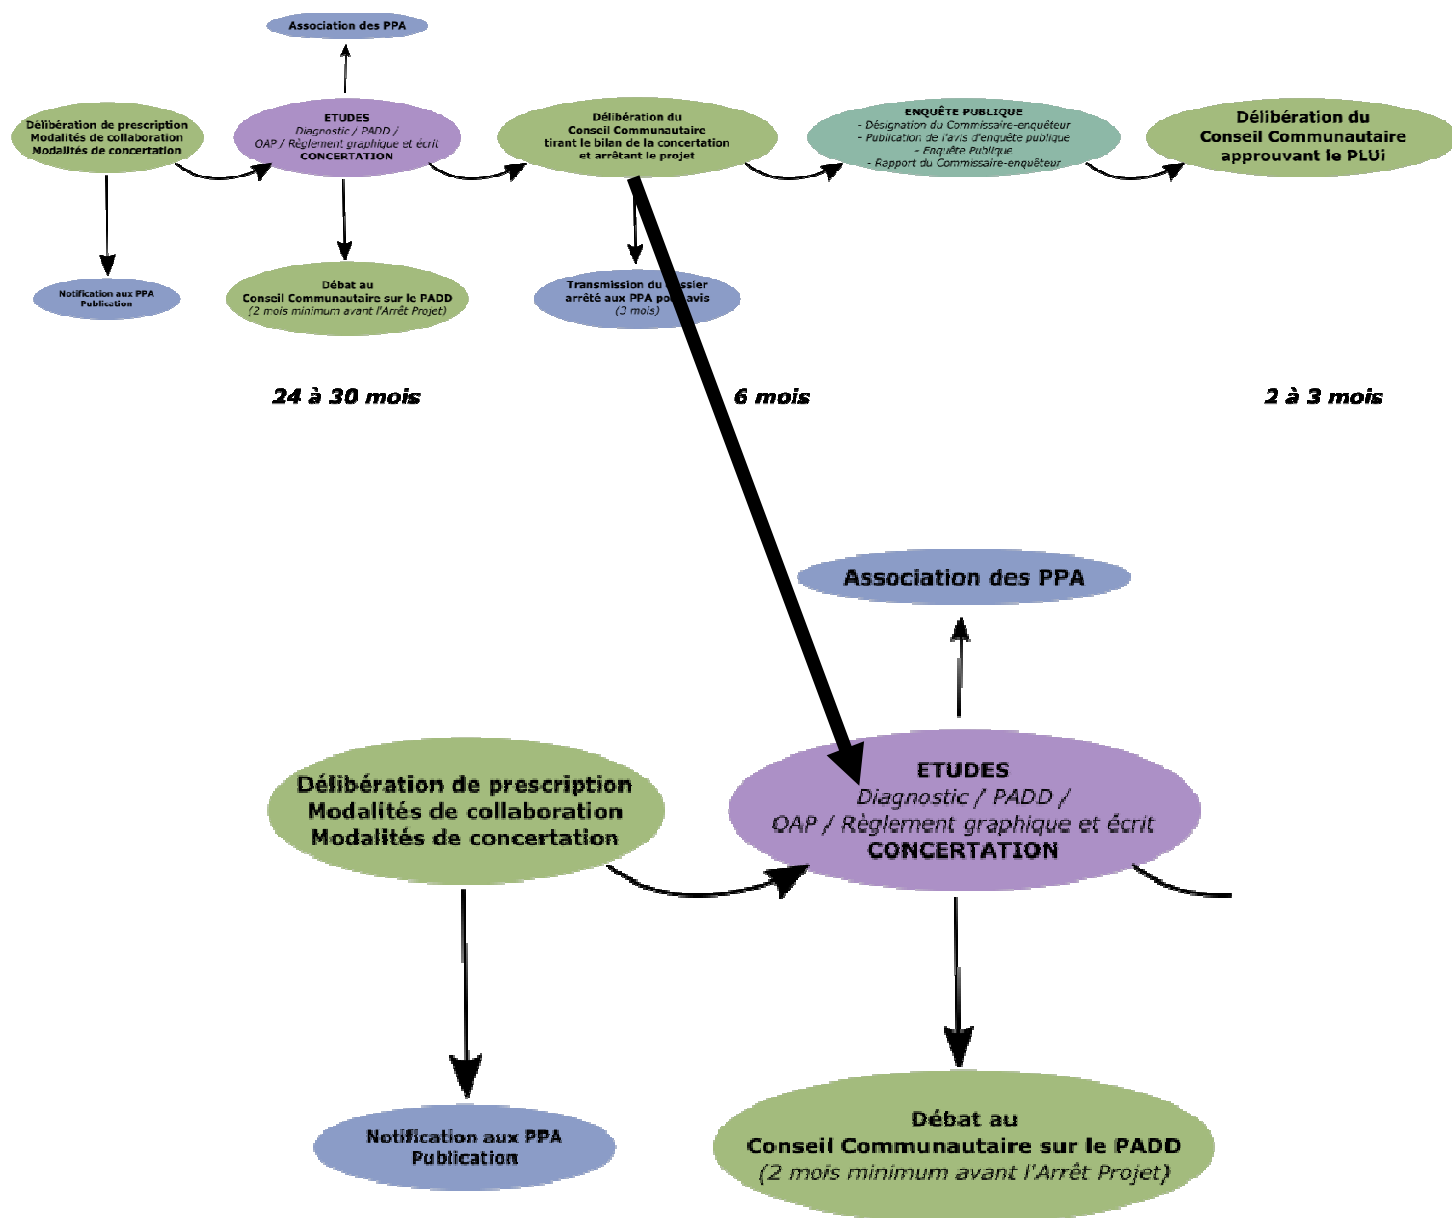 Association des PPA
Délibération de prescription
Modalités de collaboration
Modalités de concertation
ETUDES
Diagnostic / PADD /
OAP / Règlement graphique et écrit
CONCERTATION
Délibération du
Conseil Communautaire
tirant le bilan de la concertation
et arrêtant le projet
ENQUÊTE PUBLIQUE
- Désignation du Commissaire-enquêteur
- Publication de l'avis d'enquête publique
- Enquête Publique
- Rapport du Commissaire-enquêteur
Délibération du
Conseil Communautaire
approuvant le PLUi
Notification aux PPA
Publication
Débat au
Conseil Communautaire sur le PADD
(2 mois minimum avant l'Arrêt Projet)
Transmission du
arrêté aux PPA avis
(3 mois)
24 à 30 mois
6 mois
2 à 3 mois
Association des PPA
Délibération de prescription
Modalités de collaboration
Modalités de concertation
ETUDES
Diagnostic / PADD /
OAP / Règlement graphique et écrit
CONCERTATION
Notification aux PPA
Publication
Débat au
Conseil Communautaire sur le PADD
(2 mois minimum avant l'Arrêt Projet)